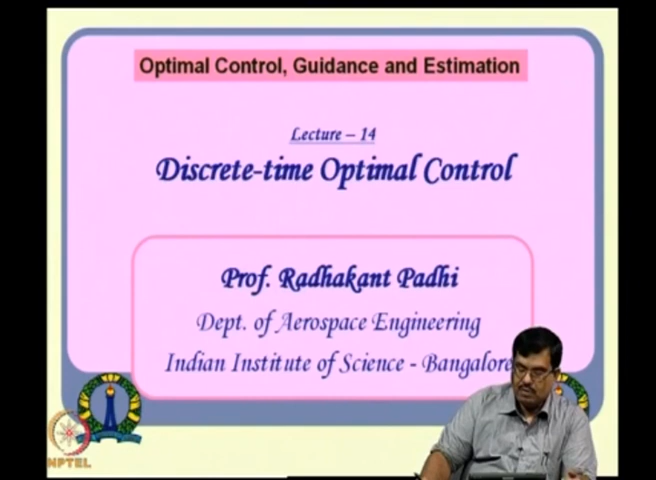 Optimal Control, Guidance and Estimation
Lecture – 14
Discrete-time Optimal Control
Prof. Radhakant Padhi
Dept. of Aerospace Engineering
Indian Institute of Science - Bangalore
NPTEL